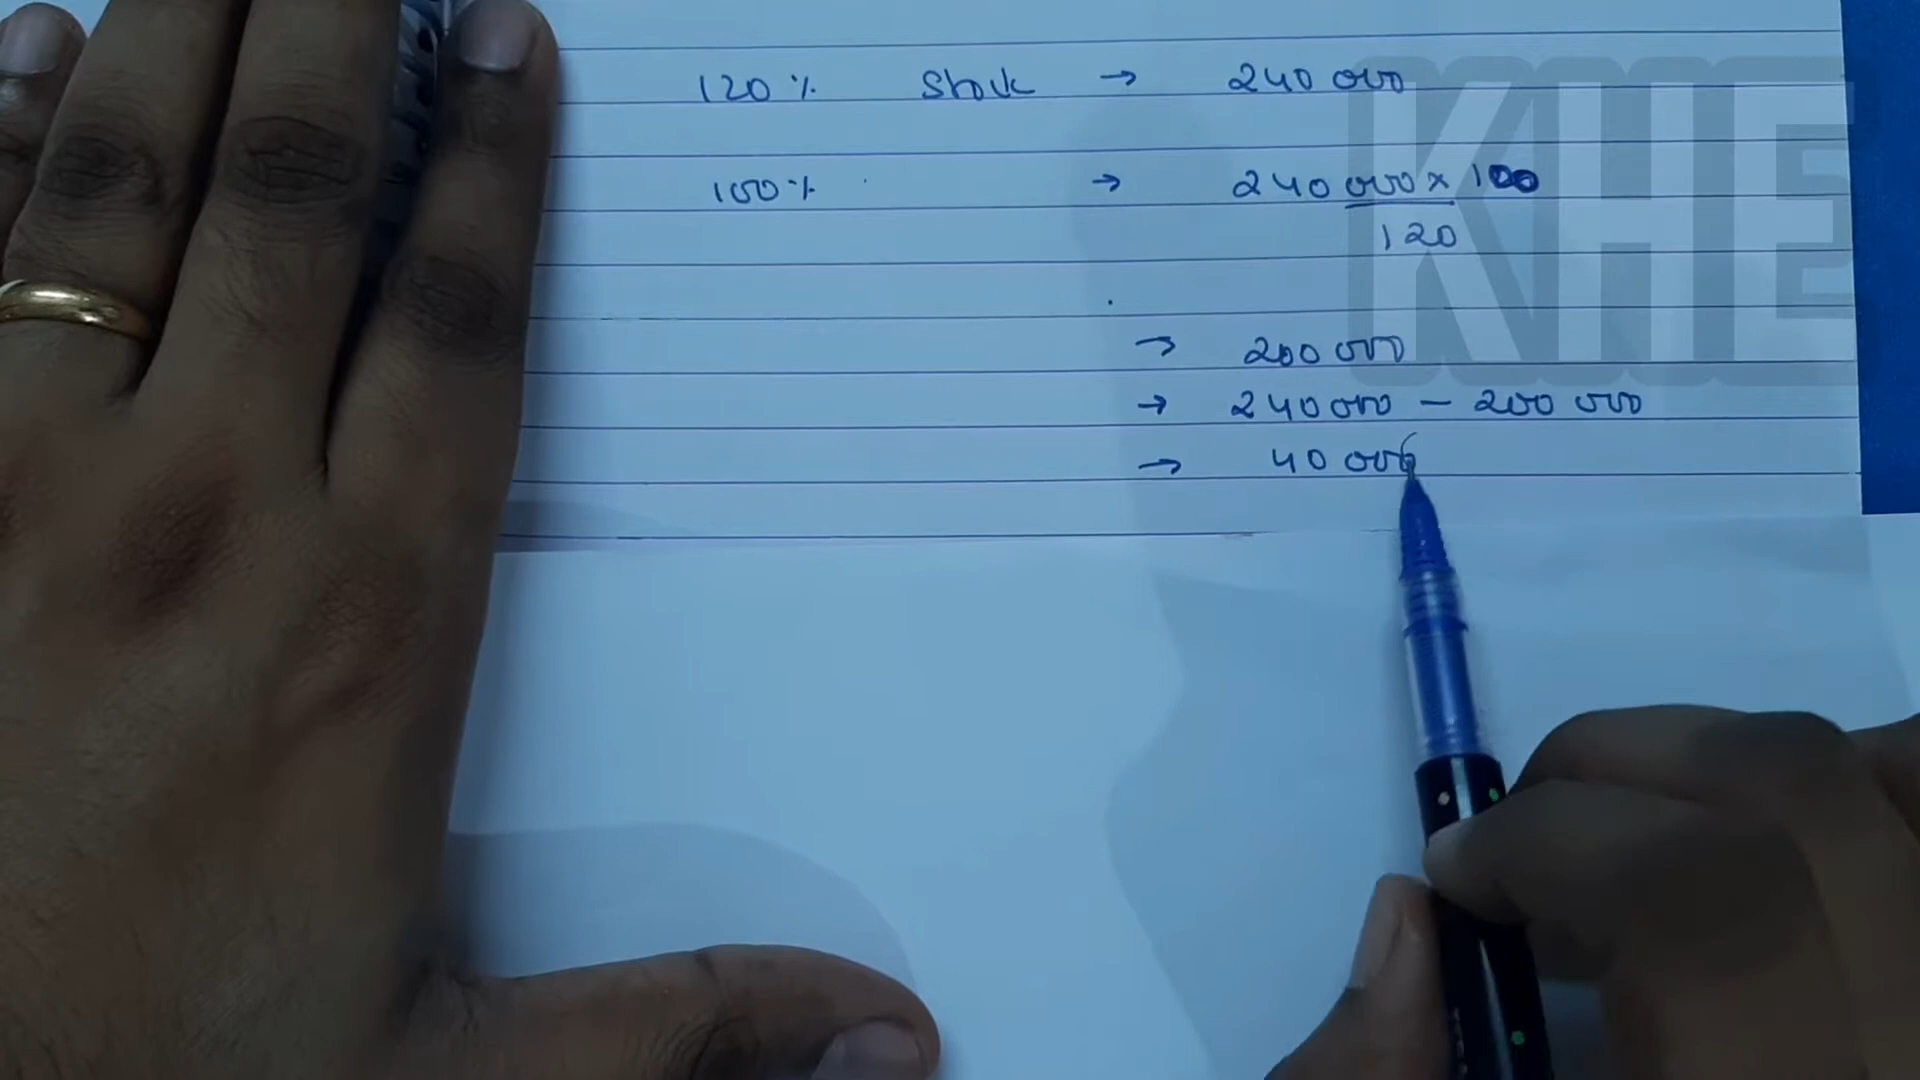 120% Stock → 240 000
100% → 240 000 x 100
120
→ 200 000
→ 240 000 - 200 000
→ 40 000
KHE